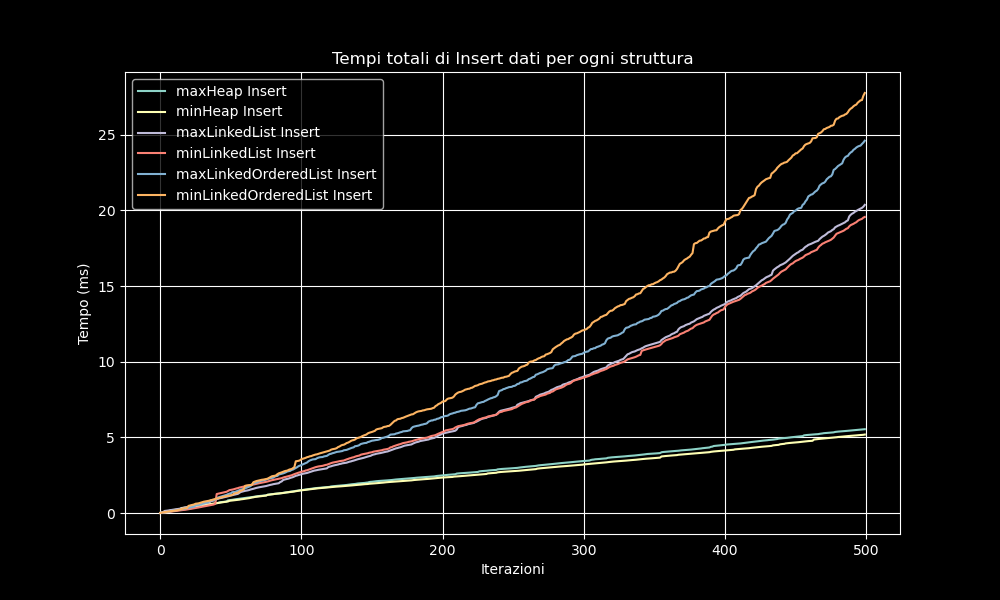 Tempi totali di Insert dati per ogni struttura
maxHeap Insert
minHeap Insert
maxLinkedList Insert
minLinkedList Insert
maxLinkedOrderedList Insert
minLinkedOrderedList Insert
25
20
15
10
5
0
Tempo (ms)
0 100 200 300 400 500
Iterazioni